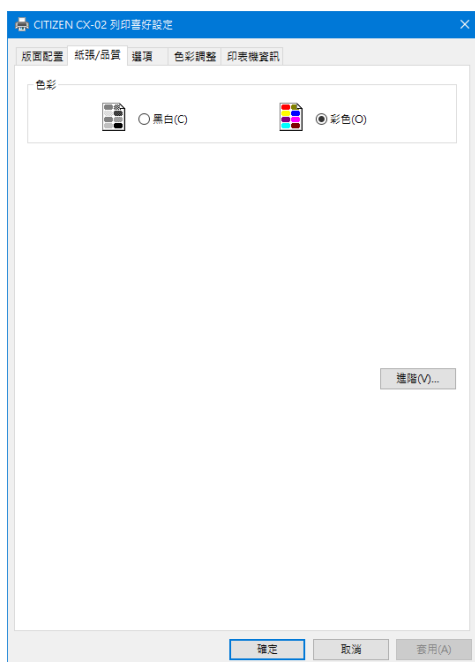 CITIZEN CX-02 列印喜好設定
版面配置 紙張/品質 選項 色彩調整 印表機資訊
色彩
黑白(C) 彩色(O)
進階(V)...
確定 取消 套用(A)